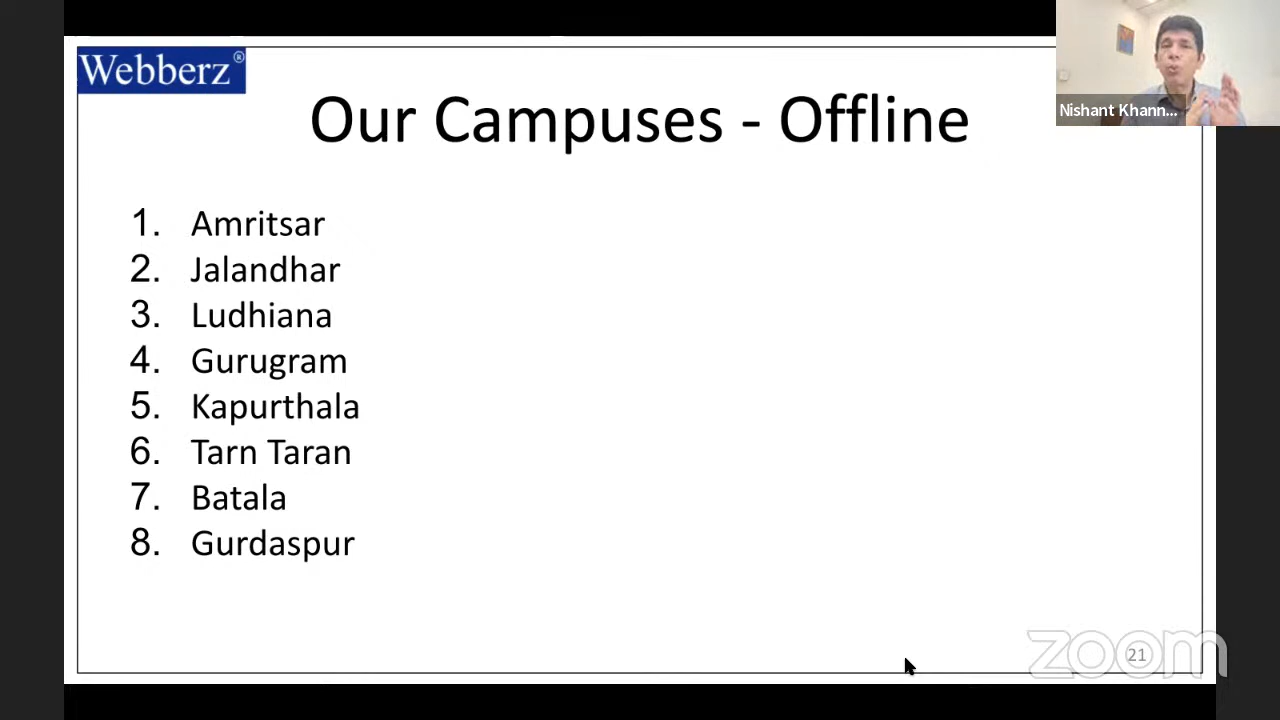 Webberz®
Nishant Khann...
Our Campuses - Offline
1. Amritsar
2. Jalandhar
3. Ludhiana
4. Gurugram
5. Kapurthala
6. Tarn Taran
7. Batala
8. Gurdaspur
zoom
21